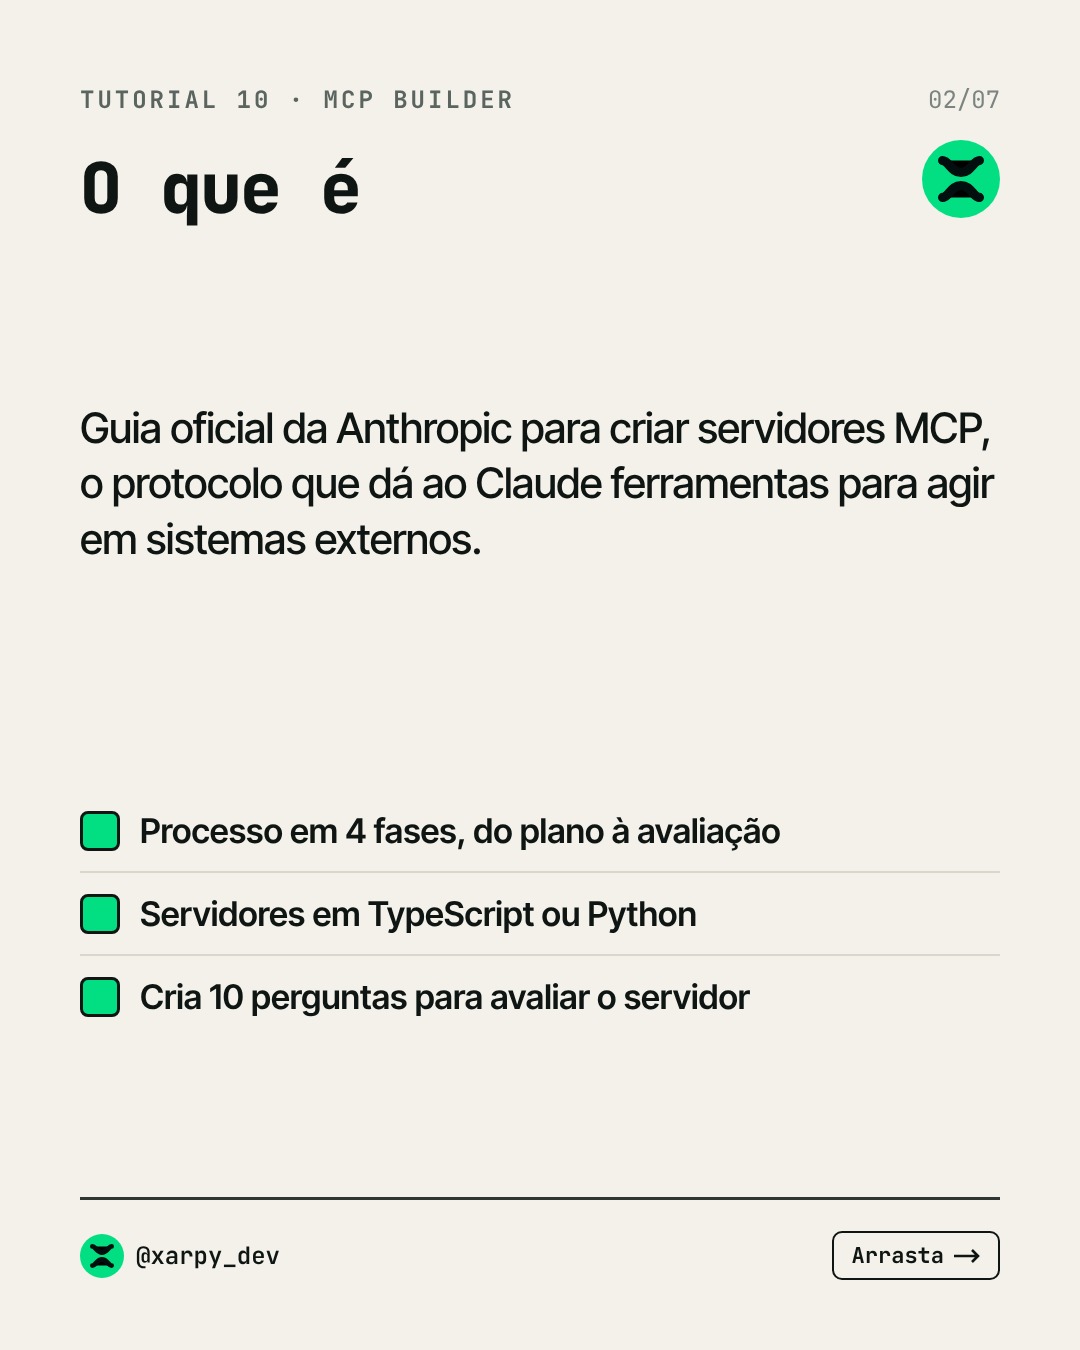 TUTORIAL 10 · MCP BUILDER
02/07
O que é
Guia oficial da Anthropic para criar servidores MCP,
o protocolo que dá ao Claude ferramentas para agir
em sistemas externos.
Processo em 4 fases, do plano à avaliação
Servidores em TypeScript ou Python
Cria 10 perguntas para avaliar o servidor
@xarpy_dev
Arrasta →